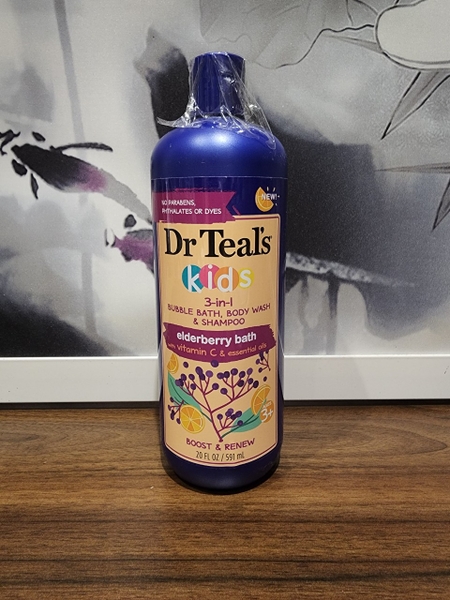 NO PARABENS,
PHTHALATES OR DYES
NEW!
Dr Teal's
kids
3-in-1
BUBBLE BATH, BODY WASH
& SHAMPOO
elderberry bath
with vitamin C & essential oils
3+
BOOST & RENEW
20 FL OZ / 591 mL